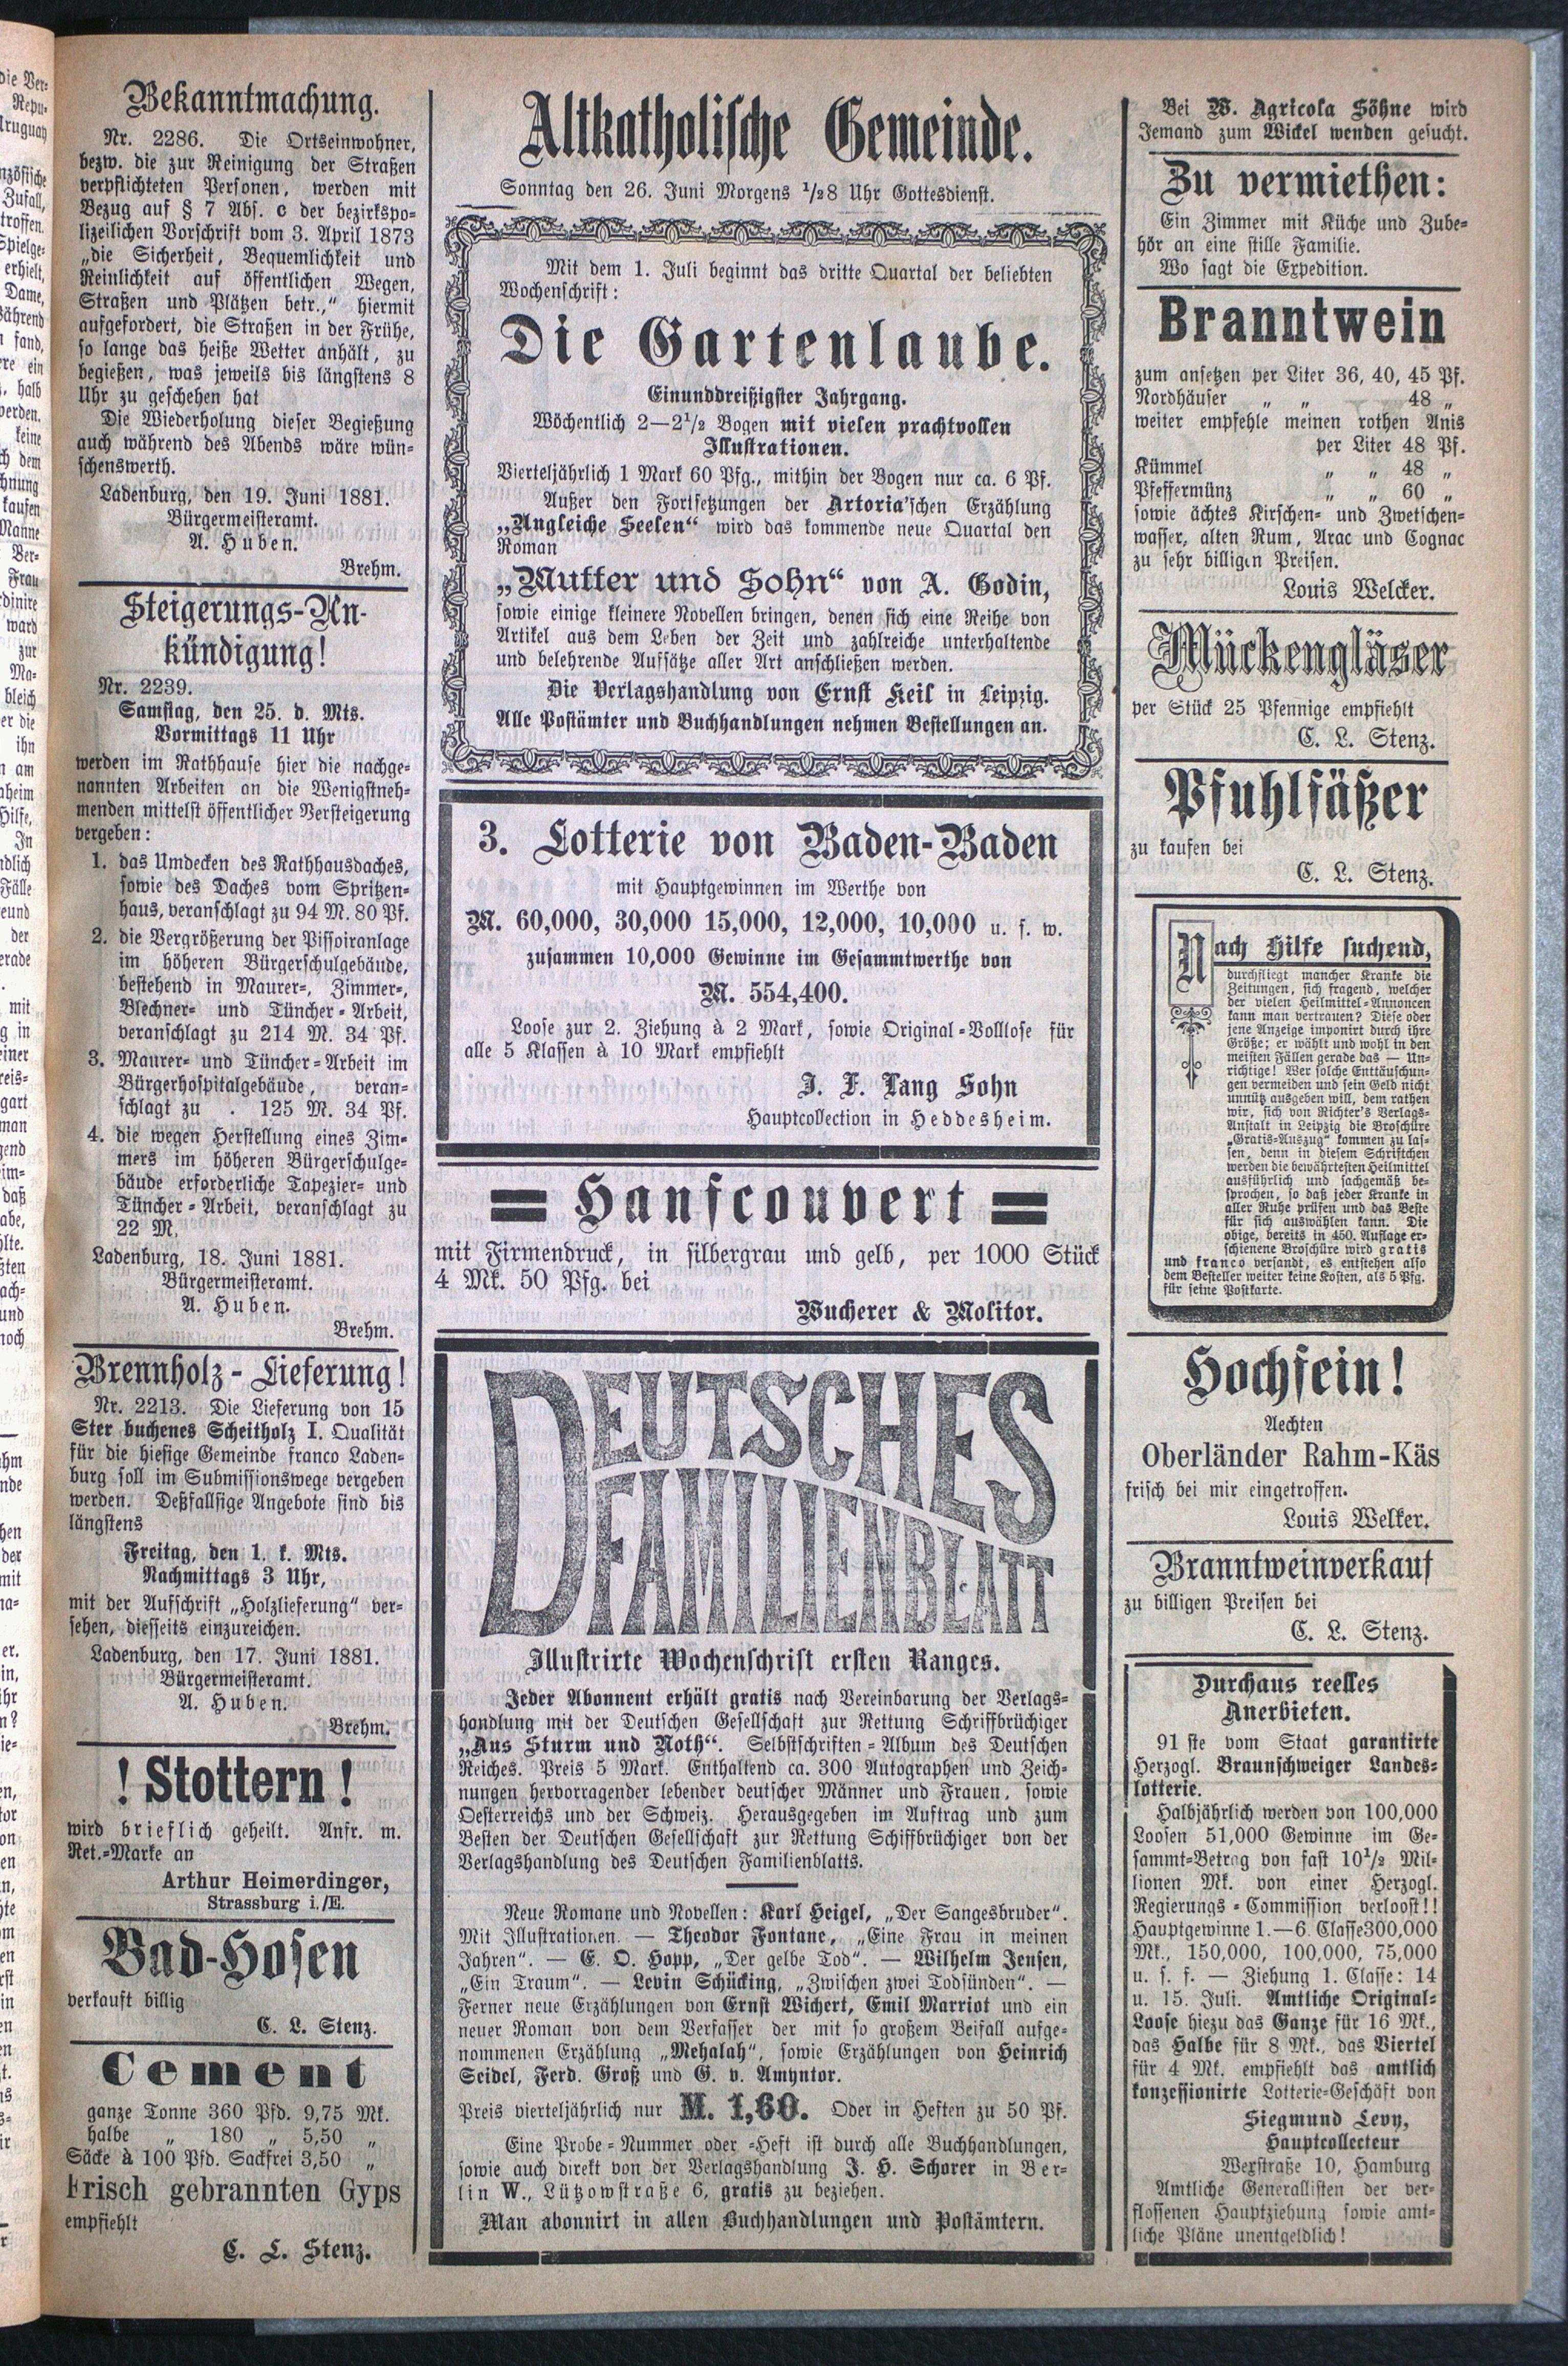 Bekanntmachung.
Nr. 2286. Die Ortseinwohner,
bezw. die zur Reinigung der Straßen
verpflichteten Personen, werden mit
Bezug auf § 7 Abs. c der bezirkspo-
lizeilichen Vorschrift vom 3. April 1873
„die Sicherheit, Bequemlichkeit und
Reinlichkeit auf öffentlichen Wegen,
Straßen und Plätzen betr.,“ hiermit
aufgefordert, die Straßen in der Frühe,
so lange das heiße Wetter anhält, zu
begießen, was jeweils bis längstens 8
Uhr zu geschehen hat
Die Wiederholung dieser Begießung
auch während des Abends wäre wün-
schenswerth.
Ladenburg, den 19. Juni 1881.
Bürgermeisteramt.
A. Huben.
Brehm.
Steigerungs-An-
kündigung!
Nr. 2239.
Samstag, den 25. d. Mts.
Vormittags 11 Uhr
werden im Rathhause hier die nachge-
nannten Arbeiten an die Wenigstneh-
menden mittelst öffentlicher Versteigerung
vergeben:
1. das Umdecken des Rathhausdaches,
sowie des Daches vom Spritzen-
haus, veranschlagt zu 94 M. 80 Pf.
2. die Vergrößerung der Pissoiranlage
im höheren Bürgerschulgebäude,
bestehend in Maurer-, Zimmer-,
Blechner- und Tüncher-Arbeit,
veranschlagt zu 214 M. 34 Pf.
3. Maurer- und Tüncher-Arbeit im
Bürgerhospitalgebäude, veran-
schlagt zu . 125 M. 34 Pf.
4. die wegen Herstellung eines Zim-
mers im höheren Bürgerschulge-
bäude erforderliche Tapezier- und
Tüncher-Arbeit, veranschlagt zu
22 M.
Ladenburg, 18. Juni 1881.
Bürgermeisteramt.
A. Huben.
Brehm.
Brennholz-Lieferung!
Nr. 2213. Die Lieferung von 15
Ster buchenes Scheitholz I. Qualität
für die hiesige Gemeinde franco Laden-
burg soll im Submissionswege vergeben
werden. Deßfallsige Angebote sind bis
längstens
Freitag, den 1. k. Mts.
Nachmittags 3 Uhr,
mit der Aufschrift „Holzlieferung“ ver-
sehen, diesseits einzureichen.
Ladenburg, den 17. Juni 1881.
Bürgermeisteramt.
A. Huben.
Brehm.
! Stottern !
wird brieflich geheilt. Anfr. m.
Ret.-Marke an
Arthur Heimerdinger,
Strassburg i./E.
Bad-Hosen
verkauft billig
C. L. Stenz.
Cement
ganze Tonne 360 Pfd. 9,75 Mk.
halbe „ 180 „ 5,50 „
Säcke à 100 Pfd. Sackfrei 3,50 „
Frisch gebrannten Gyps
empfiehlt
C. L. Stenz.
Altkatholische Gemeinde.
Sonntag den 26. Juni Morgens ½8 Uhr Gottesdienst.
Mit dem 1. Juli beginnt das dritte Quartal der beliebten
Wochenschrift:
Die Gartenlaube.
Einunddreißigster Jahrgang.
Wöchentlich 2—2½ Bogen mit vielen prachtvollen
Illustrationen.
Vierteljährlich 1 Mark 60 Pfg., mithin der Bogen nur ca. 6 Pf.
Außer den Fortsetzungen der Artoria'schen Erzählung
„Ungleiche Seelen“ wird das kommende neue Quartal den
Roman
„Mutter und Sohn“ von A. Godin,
sowie einige kleinere Novellen bringen, denen sich eine Reihe von
Artikel aus dem Leben der Zeit und zahlreiche unterhaltende
und belehrende Aufsätze aller Art anschließen werden.
Die Verlagshandlung von Ernst Keil in Leipzig.
Alle Postämter und Buchhandlungen nehmen Bestellungen an.
3. Lotterie von Baden-Baden
mit Hauptgewinnen im Werthe von
M. 60,000, 30,000 15,000, 12,000, 10,000 u. s. w.
zusammen 10,000 Gewinne im Gesammtwerthe von
M. 554,400.
Loose zur 2. Ziehung à 2 Mark, sowie Original-Vollose für
alle 5 Klassen à 10 Mark empfiehlt
J. F. Lang Sohn
Hauptcollection in Heddesheim.
Hanfcouvert
mit Firmendruck, in silbergrau und gelb, per 1000 Stück
4 Mk. 50 Pfg. bei
Wucherer & Molitor.
DEUTSCHES
FAMILIENBLATT
Illustrirte Wochenschrift ersten Ranges.
Jeder Abonnent erhält gratis nach Vereinbarung der Verlags-
handlung mit der Deutschen Gesellschaft zur Rettung Schriffbrüchiger
„Aus Sturm und Noth“. Selbstschriften-Album des Deutschen
Reiches. Preis 5 Mark. Enthaltend ca. 300 Autographen und Zeich-
nungen hervorragender lebender deutscher Männer und Frauen, sowie
Oesterreichs und der Schweiz. Herausgegeben im Auftrag und zum
Besten der Deutschen Gesellschaft zur Rettung Schiffbrüchiger von der
Verlagshandlung des Deutschen Familienblatts.
Neue Romane und Novellen: Karl Heigel, „Der Sangesbruder“.
Mit Illustrationen. — Theodor Fontane, „Eine Frau in meinen
Jahren“. — E. O. Hopp, „Der gelbe Tod“. — Wilhelm Jensen,
„Ein Traum“. — Levin Schücking, „Zwischen zwei Todsünden“. —
Ferner neue Erzählungen von Ernst Wichert, Emil Marriot und ein
neuer Roman von dem Verfasser der mit so großem Beifall aufge-
nommenen Erzählung „Mehalah“, sowie Erzählungen von Heinrich
Seidel, Ferd. Groß und G. v. Amyntor.
Preis vierteljährlich nur M. 1,60. Oder in Heften zu 50 Pf.
Eine Probe-Nummer oder -Heft ist durch alle Buchhandlungen,
sowie auch direkt von der Verlagshandlung J. H. Schorer in Ber-
lin W., Lützowstraße 6, gratis zu beziehen.
Man abonnirt in allen Buchhandlungen und Postämtern.
Bei W. Agricola Söhne wird
Jemand zum Wickel wenden gesucht.
Zu vermiethen:
Ein Zimmer mit Küche und Zube-
hör an eine stille Familie.
Wo sagt die Expedition.
Branntwein
zum ansetzen per Liter 36, 40, 45 Pf.
Nordhäuser „ „ 48 „
weiter empfehle meinen rothen Anis
per Liter 48 Pf.
Kümmel „ „ 48 „
Pfeffermünz „ „ 60 „
sowie ächtes Kirschen- und Zwetschen-
wasser, alten Rum, Arac und Cognac
zu sehr billigen Preisen.
Louis Welcker.
Mückengläser
per Stück 25 Pfennige empfiehlt
C. L. Stenz.
Pfuhlfäßer
zu kaufen bei
C. L. Stenz.
Nach Hilfe suchend,
durchfliegt mancher Kranke die
Zeitungen, sich fragend, welcher
der vielen Heilmittel-Annoncen
kann man vertrauen? Diese oder
jene Anzeige imponirt durch ihre
Größe; er wählt und wohl in den
meisten Fällen gerade das — Un-
richtige! Wer solche Enttäuschun-
gen vermeiden und sein Geld nicht
unnütz ausgeben will, dem rathen
wir, sich von Richter's Verlags-
Anstalt in Leipzig die Broschüre
„Gratis-Auszug“ kommen zu las-
sen, denn in diesem Schriftchen
werden die bewährtesten Heilmittel
ausführlich und sachgemäß be-
sprochen, so daß jeder Kranke in
aller Ruhe prüfen und das Beste
für sich auswählen kann. Die
obige, bereits in 450. Auflage er-
schienene Broschüre wird gratis
und franco versandt, es entstehen also
dem Besteller weiter keine Kosten, als 5 Pfg.
für seine Postkarte.
Hochfein!
Aechten
Oberländer Rahm-Käs
frisch bei mir eingetroffen.
Louis Welker.
Branntweinverkauf
zu billigen Preisen bei
C. L. Stenz.
Durchaus reelles
Anerbieten.
91 ste vom Staat garantirte
Herzogl. Braunschweiger Landes-
lotterie.
Halbjährlich werden von 100,000
Loosen 51,000 Gewinne im Ge-
sammt-Betrag von fast 10½ Mil-
lionen Mk. von einer Herzogl.
Regierungs-Commission verloost!!
Hauptgewinne 1.—6. Classe 300,000
Mk., 150,000, 100,000, 75,000
u. s. f. — Ziehung 1. Classe: 14
u. 15. Juli. Amtliche Original-
Loose hiezu das Ganze für 16 Mk.,
das Halbe für 8 Mk., das Viertel
für 4 Mk. empfiehlt das amtlich
konzessionirte Lotterie-Geschäft von
Siegmund Levy,
Hauptcollecteur
Wexstraße 10, Hamburg
Amtliche Generallisten der ver-
flossenen Hauptziehung sowie amt-
liche Pläne unentgeldlich!